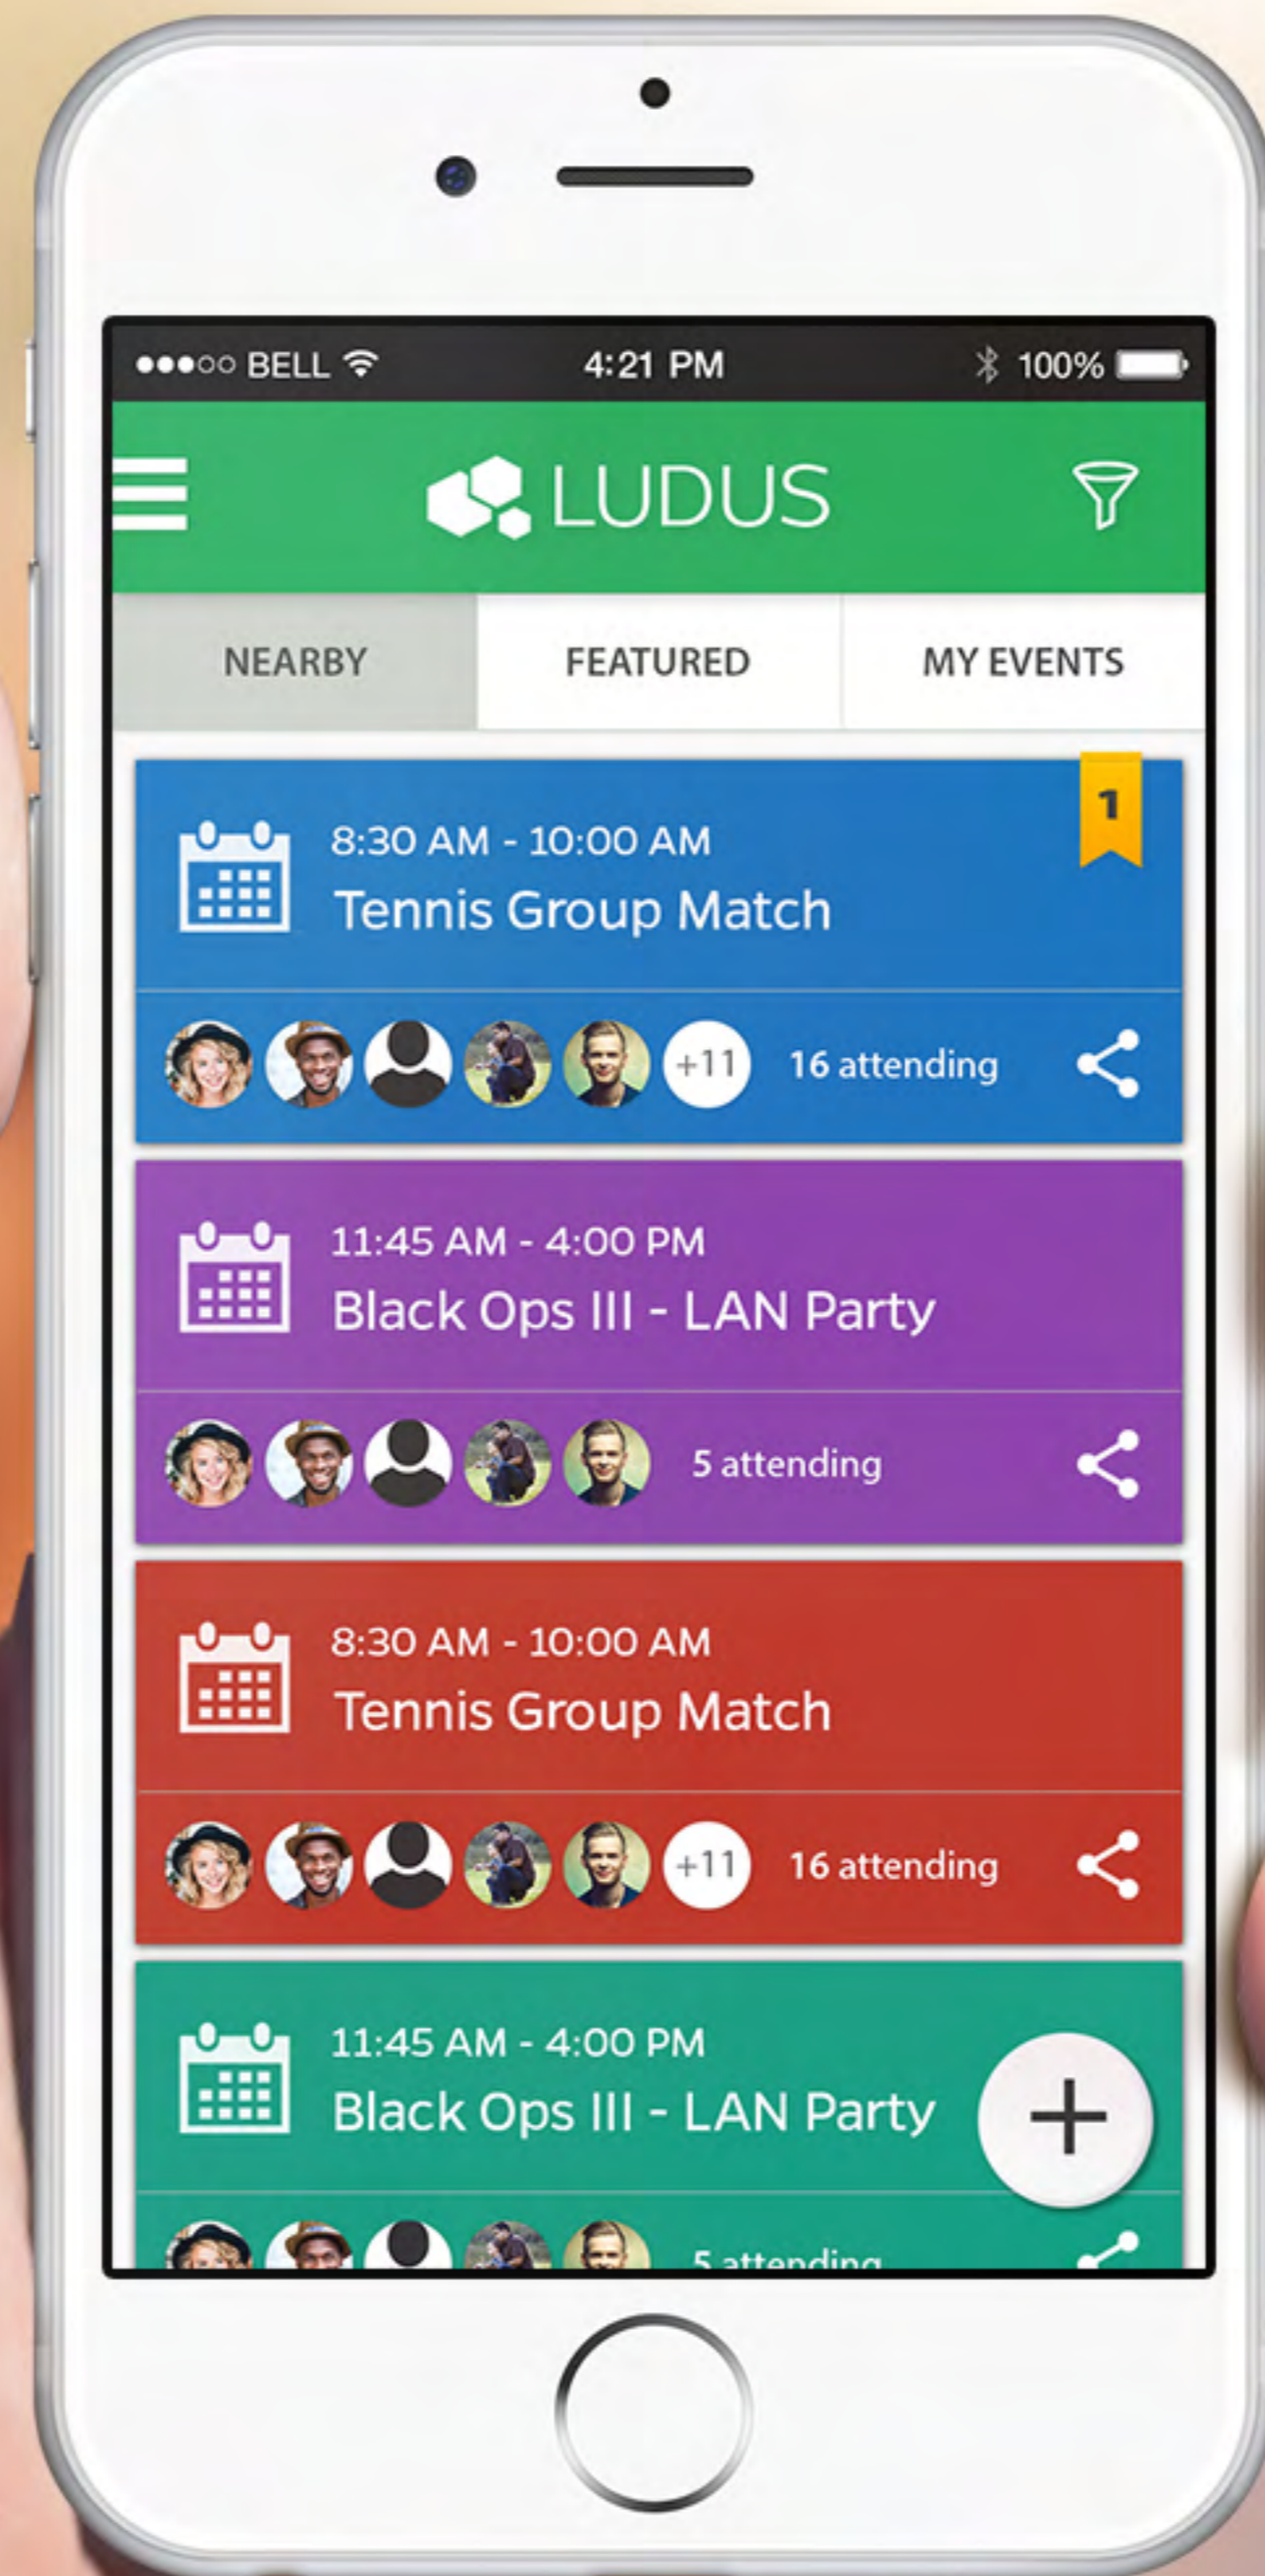 BELL 4:21 PM 100%
LUDUS
NEARBY FEATURED MY EVENTS
1
8:30 AM - 10:00 AM
Tennis Group Match
+11 16 attending
11:45 AM - 4:00 PM
Black Ops III - LAN Party
5 attending
8:30 AM - 10:00 AM
Tennis Group Match
+11 16 attending
11:45 AM - 4:00 PM
Black Ops III - LAN Party
5 attending